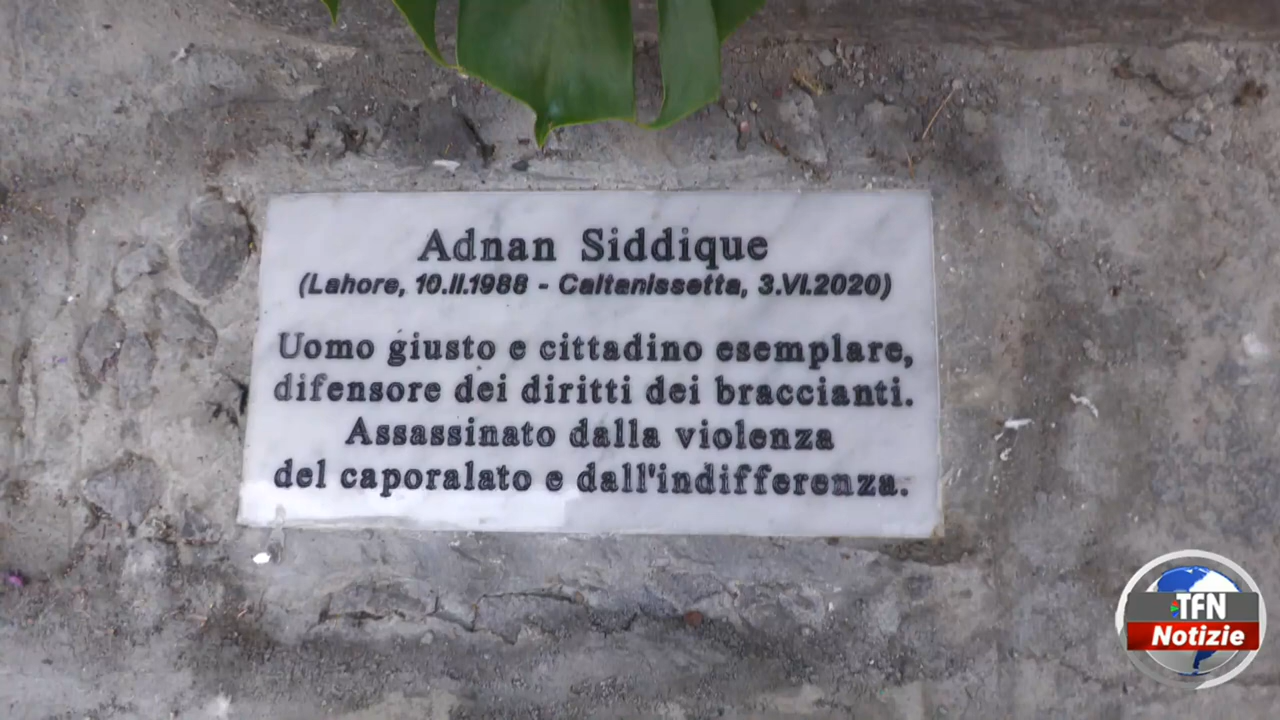 Adnan Siddique
(Lahore, 10.II.1988 - Caltanissetta, 3.VI.2020)
Uomo giusto e cittadino esemplare,
difensore dei diritti dei braccianti.
Assassinato dalla violenza
del caporalato e dall'indifferenza.
TFN
Notizie